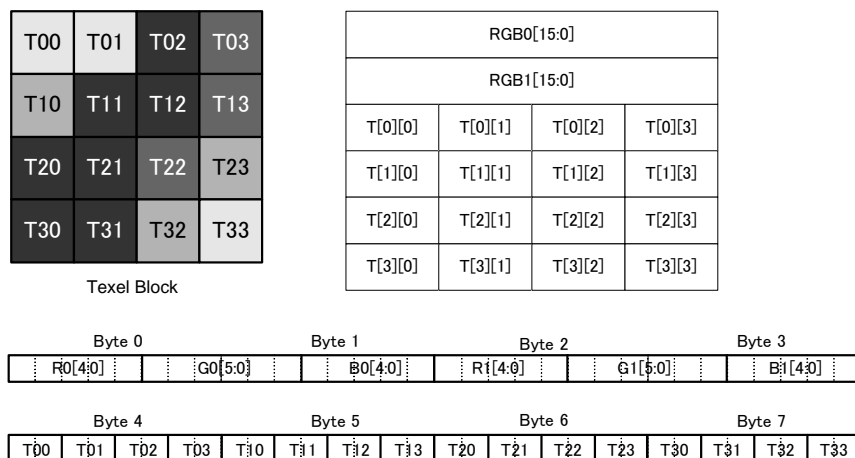 T00 T01 T02 T03
T10 T11 T12 T13
T20 T21 T22 T23
T30 T31 T32 T33
Texel Block
RGB0[15:0]
RGB1[15:0]
T[0][0] T[0][1] T[0][2] T[0][3]
T[1][0] T[1][1] T[1][2] T[1][3]
T[2][0] T[2][1] T[2][2] T[2][3]
T[3][0] T[3][1] T[3][2] T[3][3]
Byte 0 Byte 1 Byte 2 Byte 3
R0[4:0] G0[5:0] B0[4:0] R1[4:0] G1[5:0] B1[4:0]
Byte 4 Byte 5 Byte 6 Byte 7
T00 T01 T02 T03 T10 T11 T12 T13 T20 T21 T22 T23 T30 T31 T32 T33